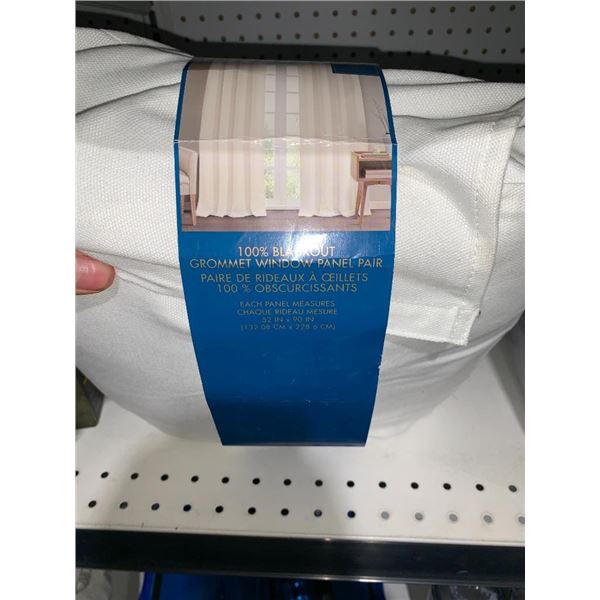 100% BLACKOUT
GROMMET WINDOW PANEL PAIR
PAIRE DE RIDEAUX À ŒILLETS
100 % OBSCURCISSANTS
EACH PANEL MEASURES
CHAQUE RIDEAU MESURE
52 IN x 90 IN
(132.08 CM x 228.6 CM)